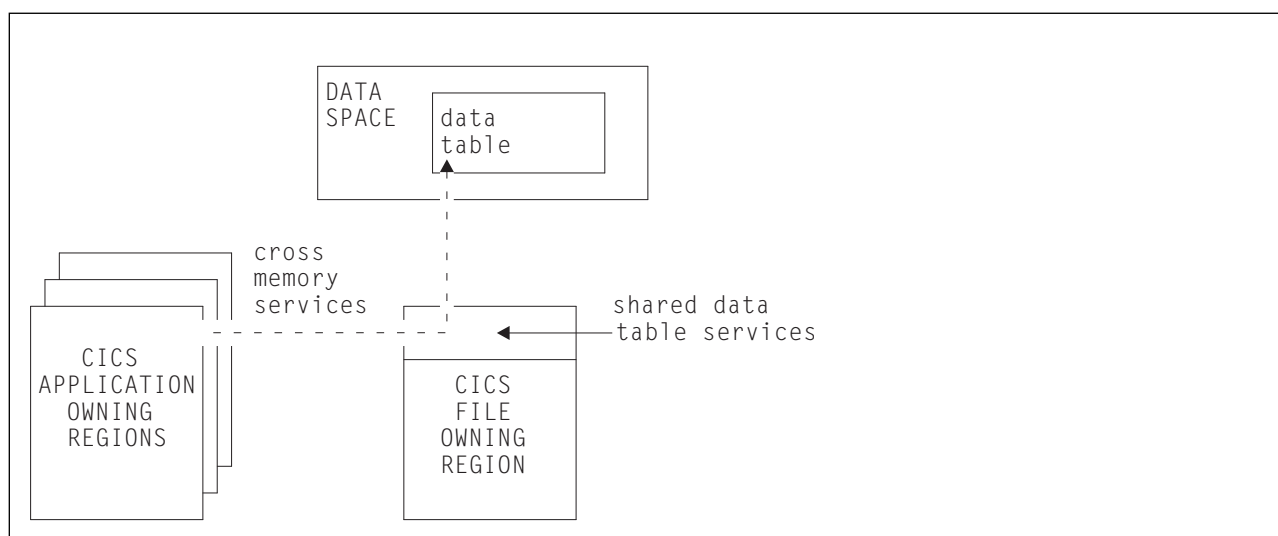 DATA
SPACE
data
table
cross
memory
services
shared data
table services
CICS
APPLICATION
OWNING
REGIONS
CICS
FILE
OWNING
REGION